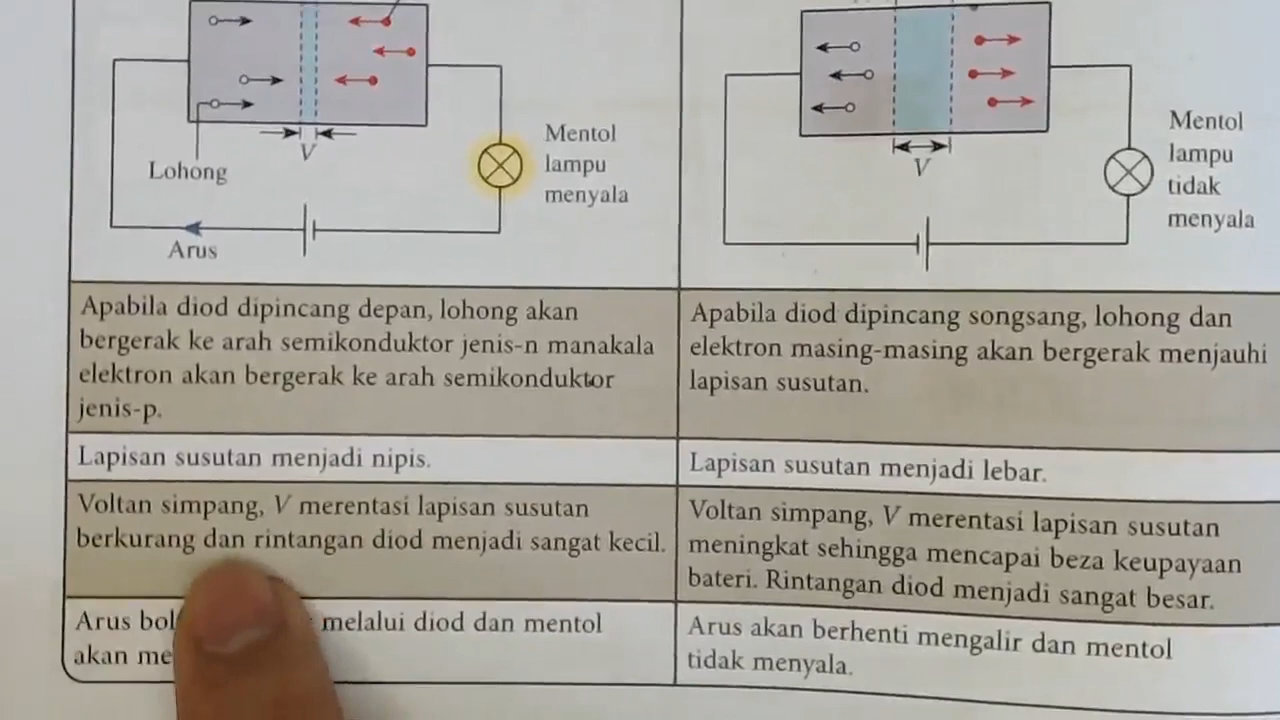 V
Lohong
Mentol
lampu
menyala
Arus
V
Mentol
lampu
tidak
menyala
Apabila diod dipincang depan, lohong akan
bergerak ke arah semikonduktor jenis-n manakala
elektron akan bergerak ke arah semikonduktor
jenis-p.
Apabila diod dipincang songsang, lohong dan
elektron masing-masing akan bergerak menjauhi
lapisan susutan.
Lapisan susutan menjadi nipis.
Lapisan susutan menjadi lebar.
Voltan simpang, V merentasi lapisan susutan
berkurang dan rintangan diod menjadi sangat kecil.
Voltan simpang, V merentasi lapisan susutan
meningkat sehingga mencapai beza keupayaan
bateri. Rintangan diod menjadi sangat besar.
Arus melalui diod dan mentol
akan
Arus akan berhenti mengalir dan mentol
tidak menyala.